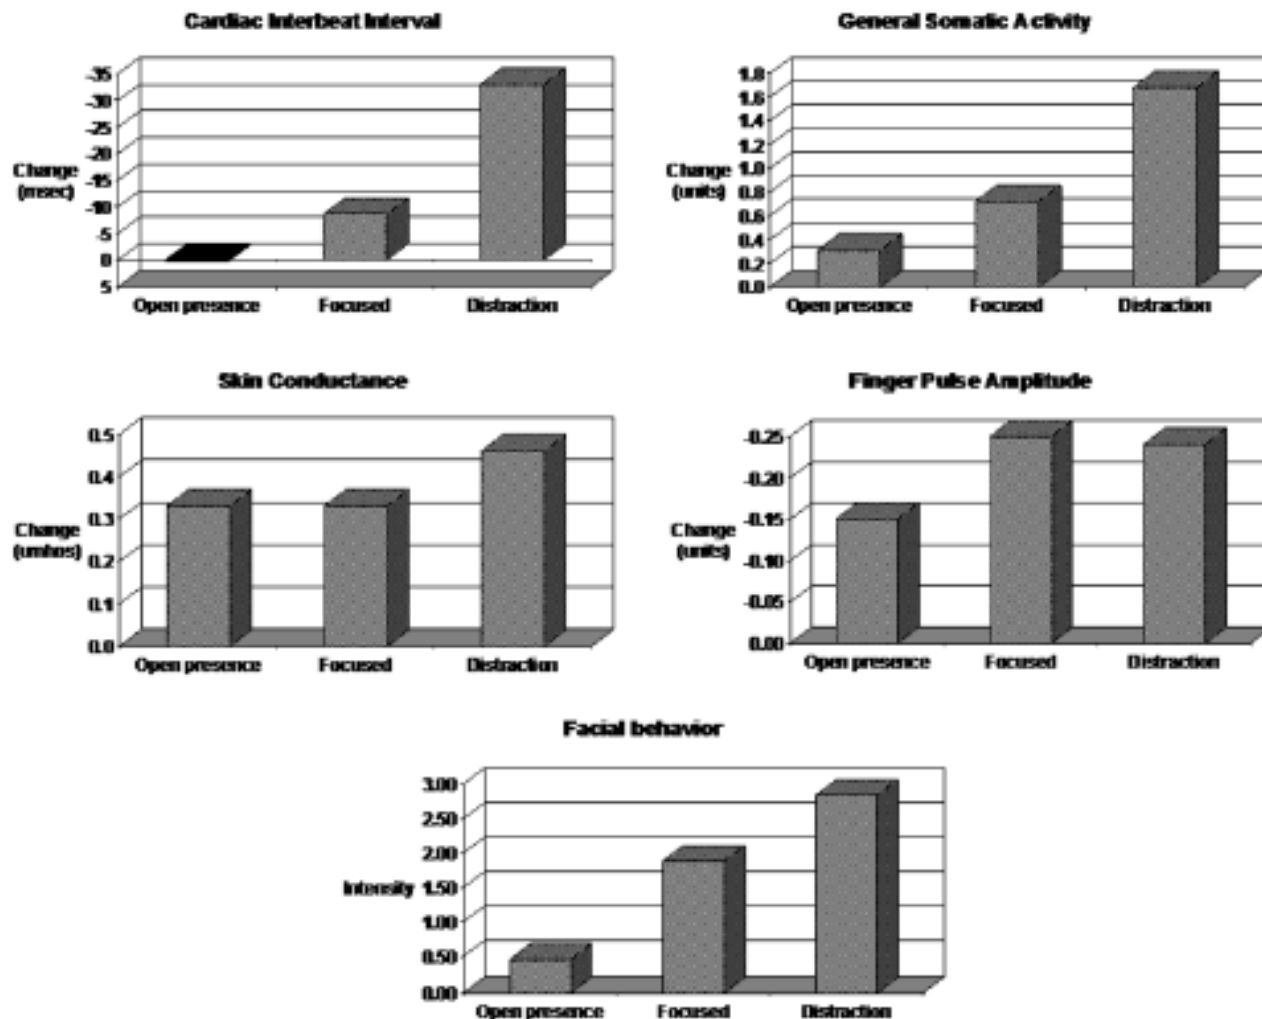 Cardiac Interbeat Interval
-35
-30
-25
-20
-15
-10
-5
0
5
Change
(msec)
Open presence Focused Distraction
General Somatic Activity
1.8
1.6
1.4
1.2
1.0
0.8
0.6
0.4
0.2
0.0
Change
(units)
Open presence Focused Distraction
Skin Conductance
0.5
0.4
0.3
0.2
0.1
0.0
Change
(umhos)
Open presence Focused Distraction
Finger Pulse Amplitude
-0.25
-0.20
-0.15
-0.10
-0.05
0.00
Change
(units)
Open presence Focused Distraction
Facial behavior
3.00
2.50
2.00
1.50
1.00
0.50
0.00
Intensity
Open presence Focused Distraction